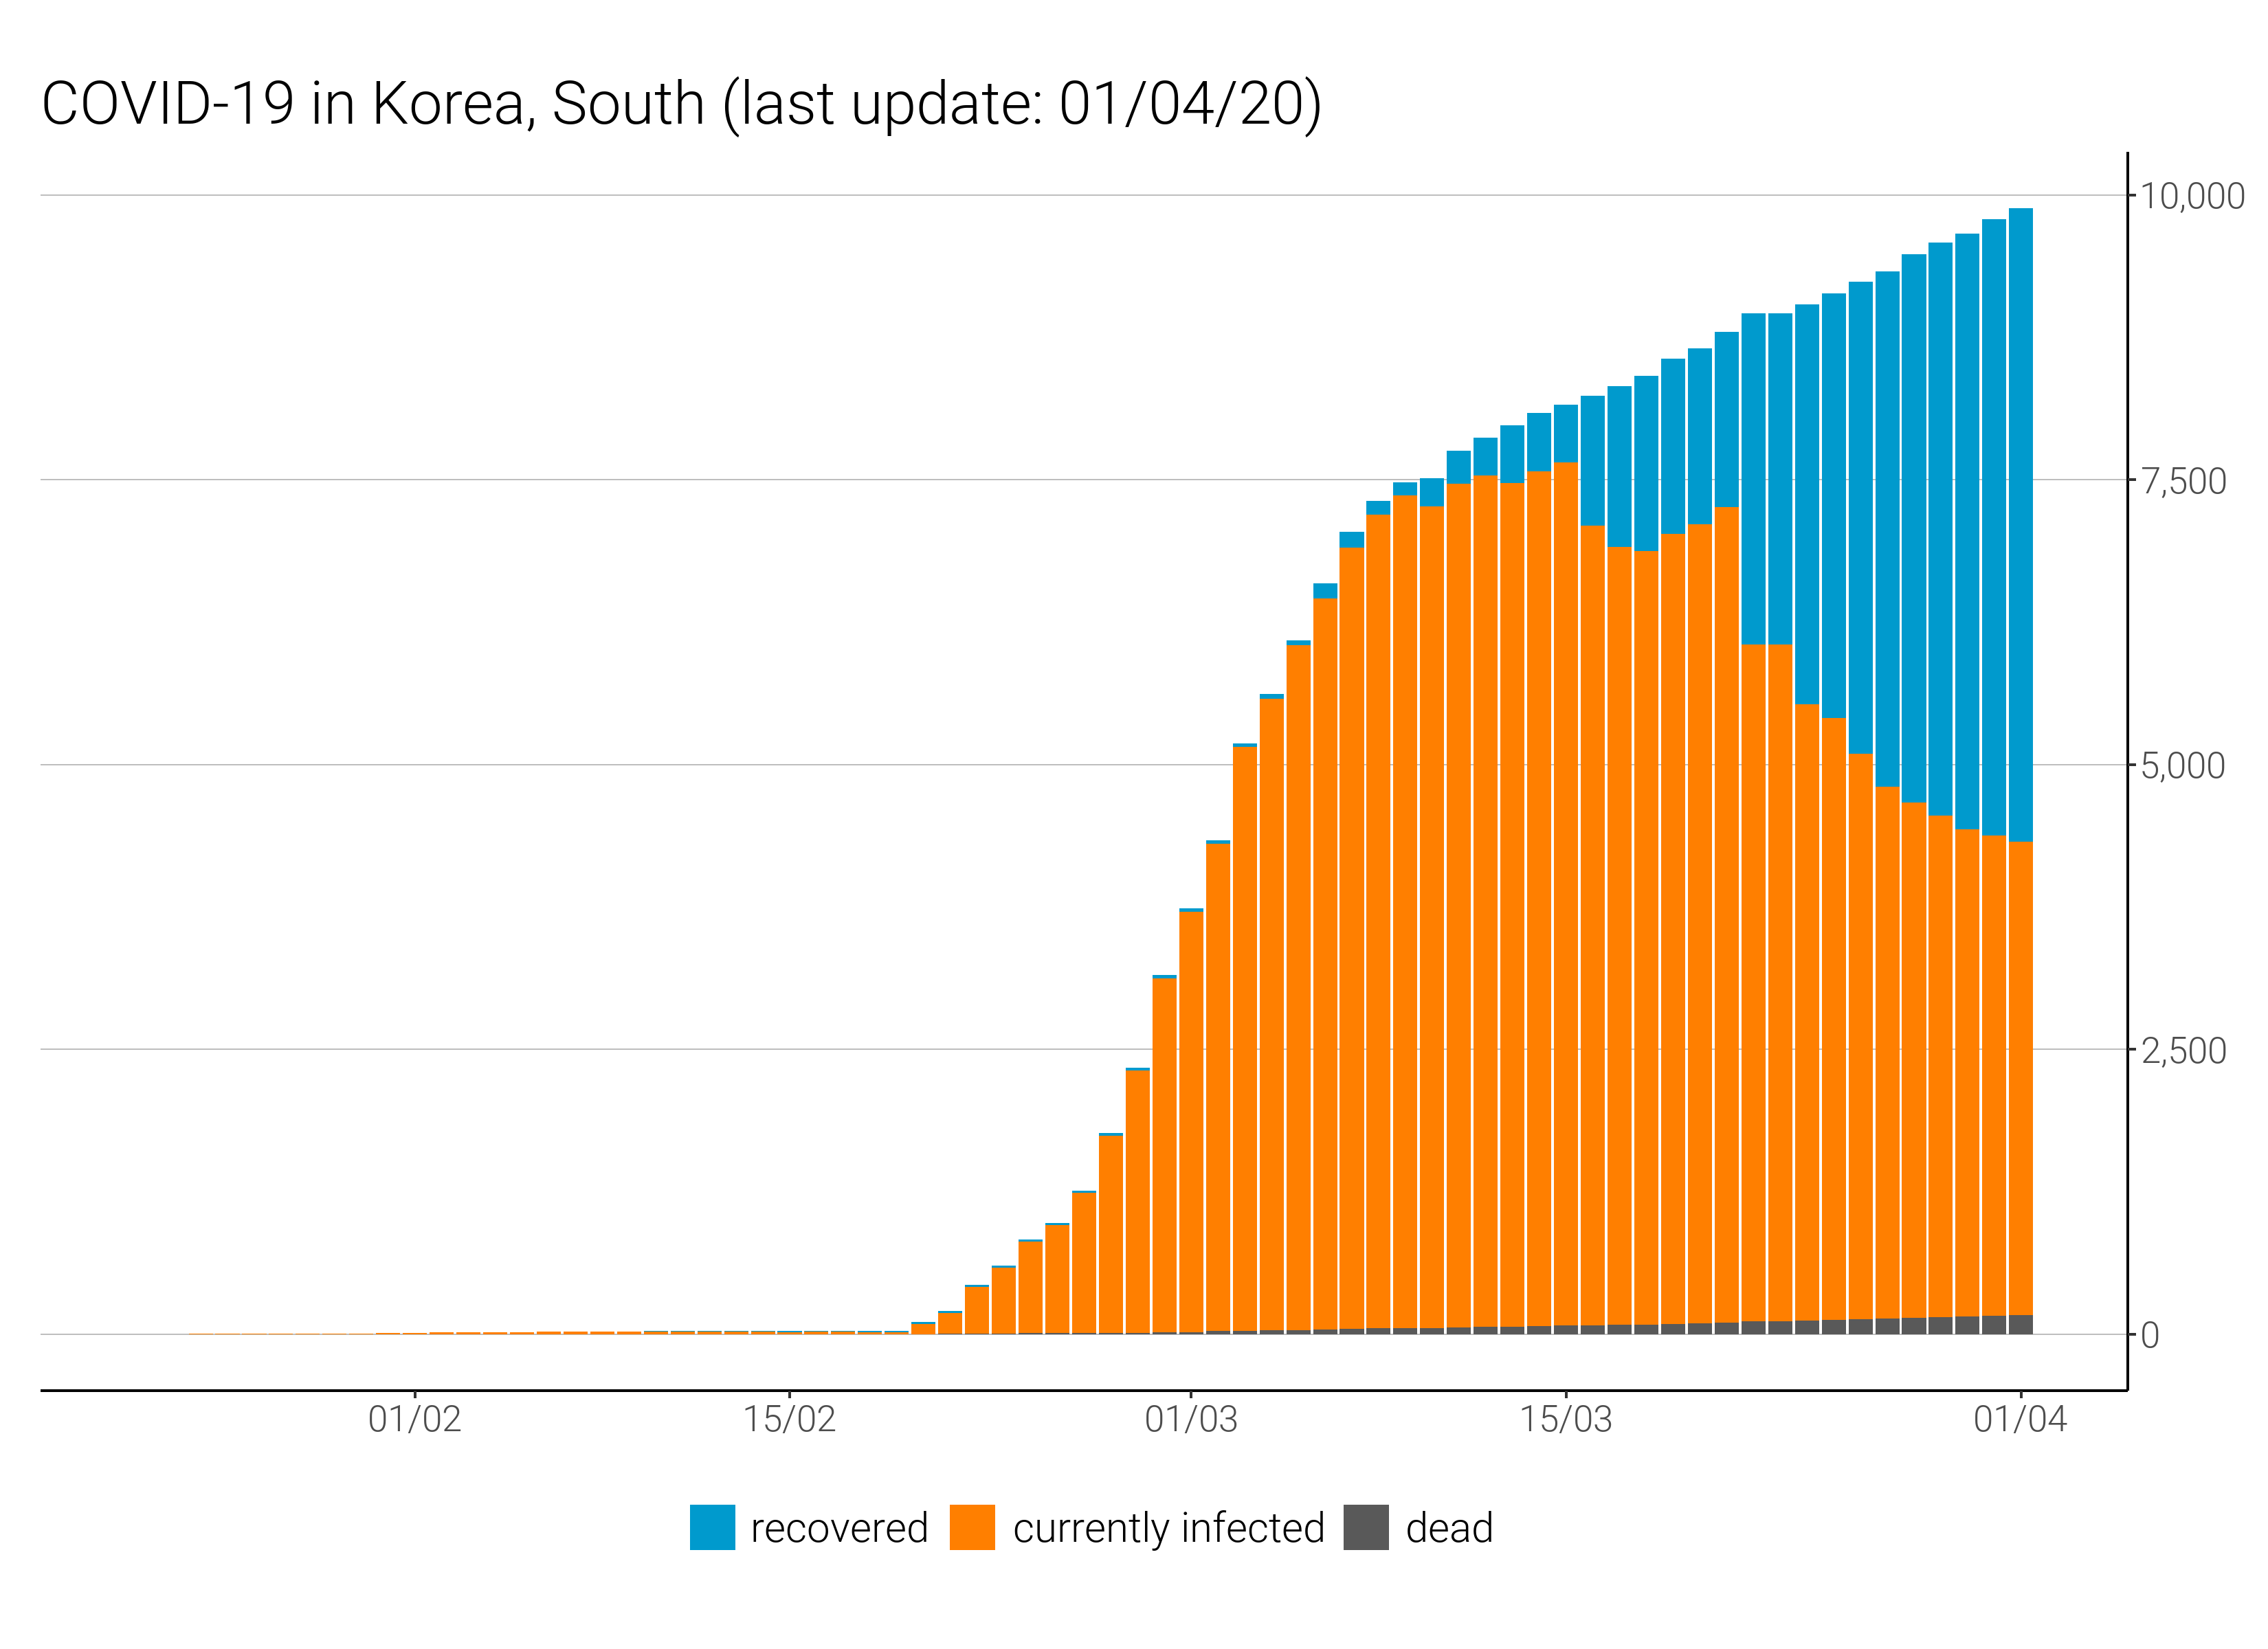 COVID-19 in Korea, South (last update: 01/04/20)
10,000
7,500
5,000
2,500
0
01/02 15/02 01/03 15/03 01/04
recovered currently infected dead